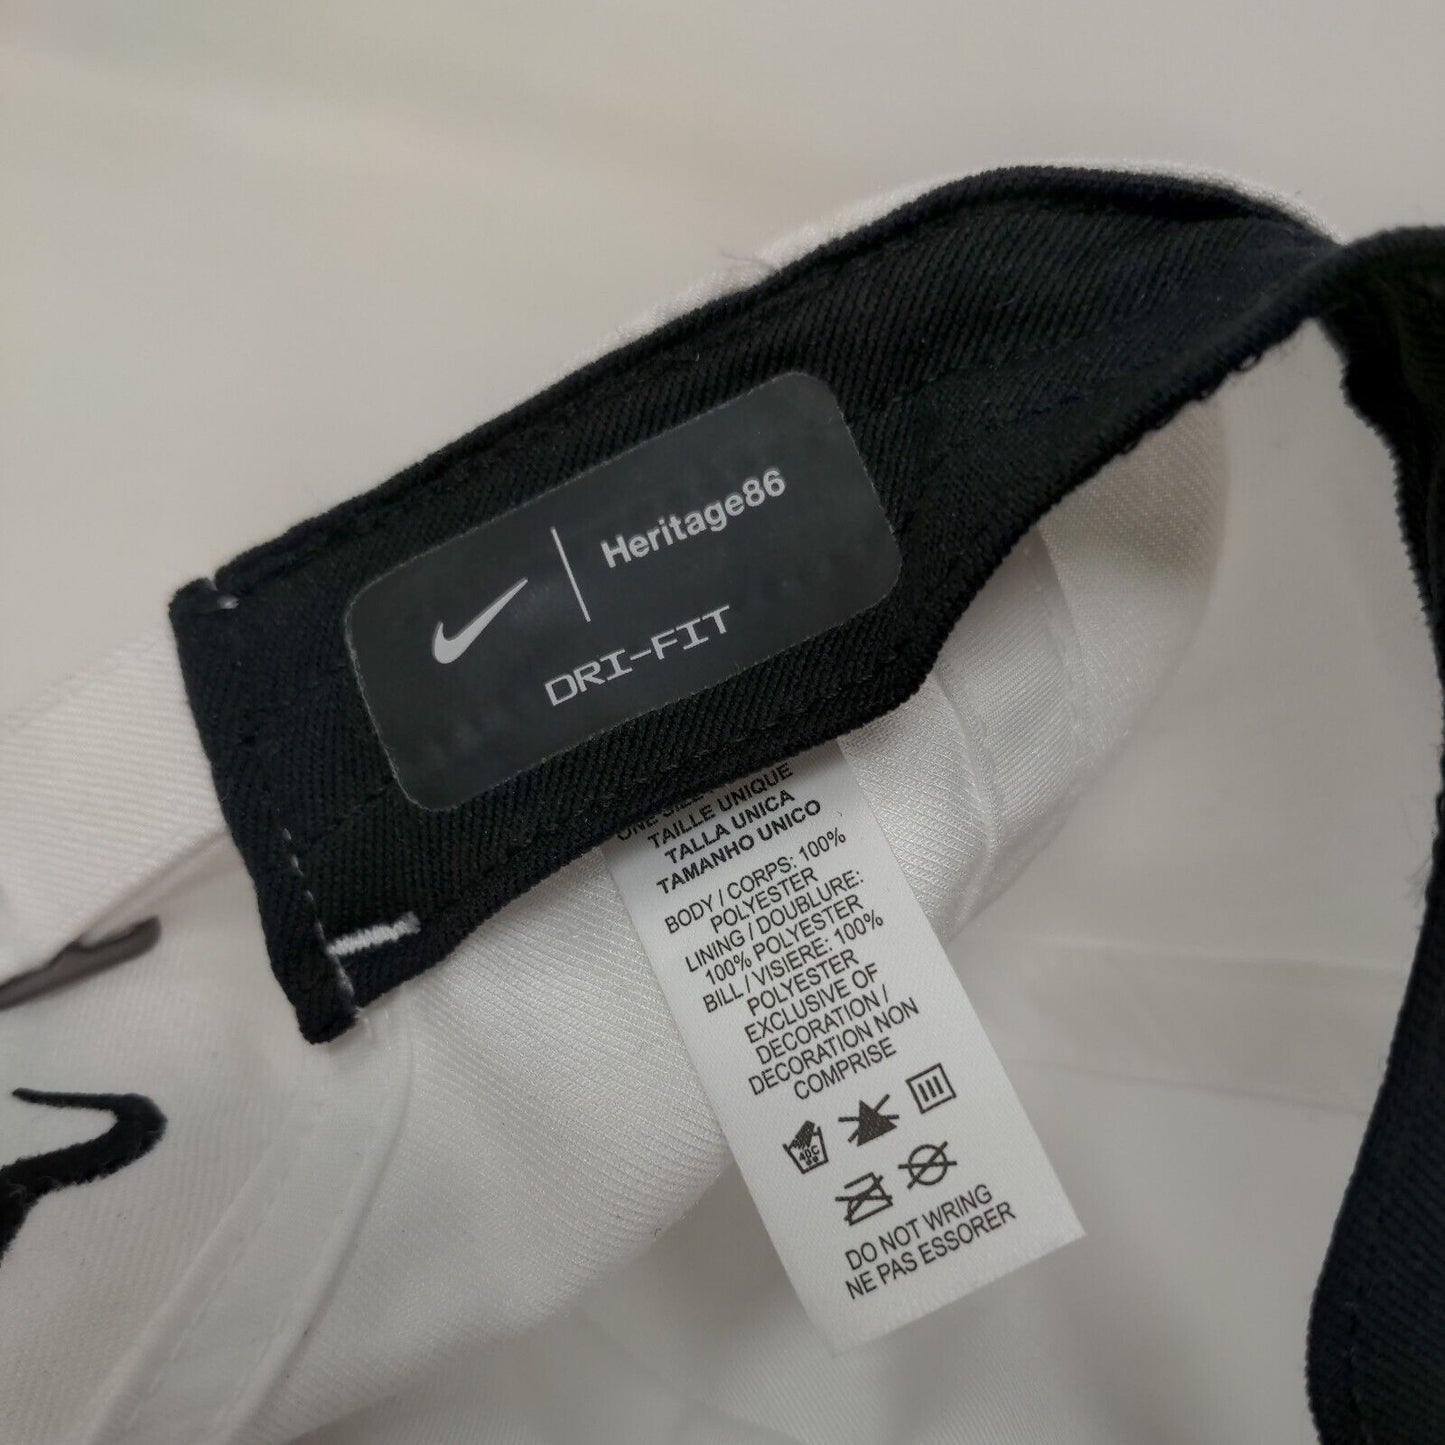 Heritage86
DRI-FIT
ONE SIZE
TAILLE UNIQUE
TALLA UNICA
TAMANHO UNICO
BODY / CORPS: 100%
POLYESTER
LINING / DOUBLURE:
100% POLYESTER
BILL / VISIERE: 100%
POLYESTER
EXCLUSIVE OF
DECORATION /
DECORATION NON
COMPRISE
40C
DO NOT WRING
NE PAS ESSORER